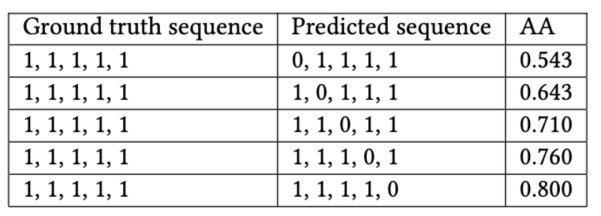 Ground truth sequence Predicted sequence AA
1, 1, 1, 1, 1 0, 1, 1, 1, 1 0.543
1, 1, 1, 1, 1 1, 0, 1, 1, 1 0.643
1, 1, 1, 1, 1 1, 1, 0, 1, 1 0.710
1, 1, 1, 1, 1 1, 1, 1, 0, 1 0.760
1, 1, 1, 1, 1 1, 1, 1, 1, 0 0.800